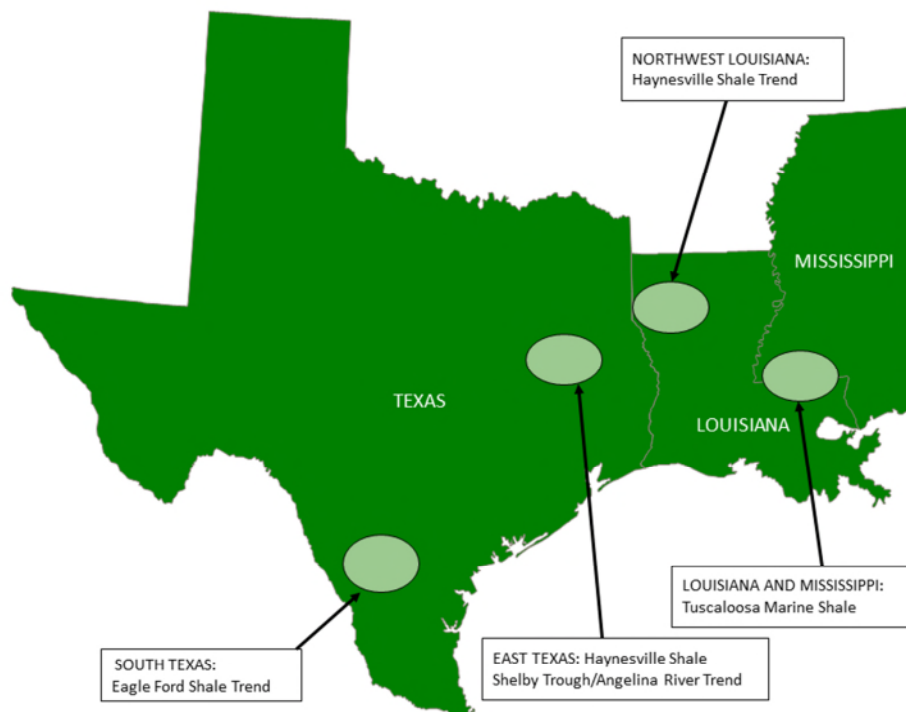 NORTHWEST LOUISIANA:
Haynesville Shale Trend
MISSISSIPPI
TEXAS
LOUISIANA
LOUISIANA AND MISSISSIPPI:
Tuscaloosa Marine Shale
EAST TEXAS: Haynesville Shale
Shelby Trough/Angelina River Trend
SOUTH TEXAS:
Eagle Ford Shale Trend